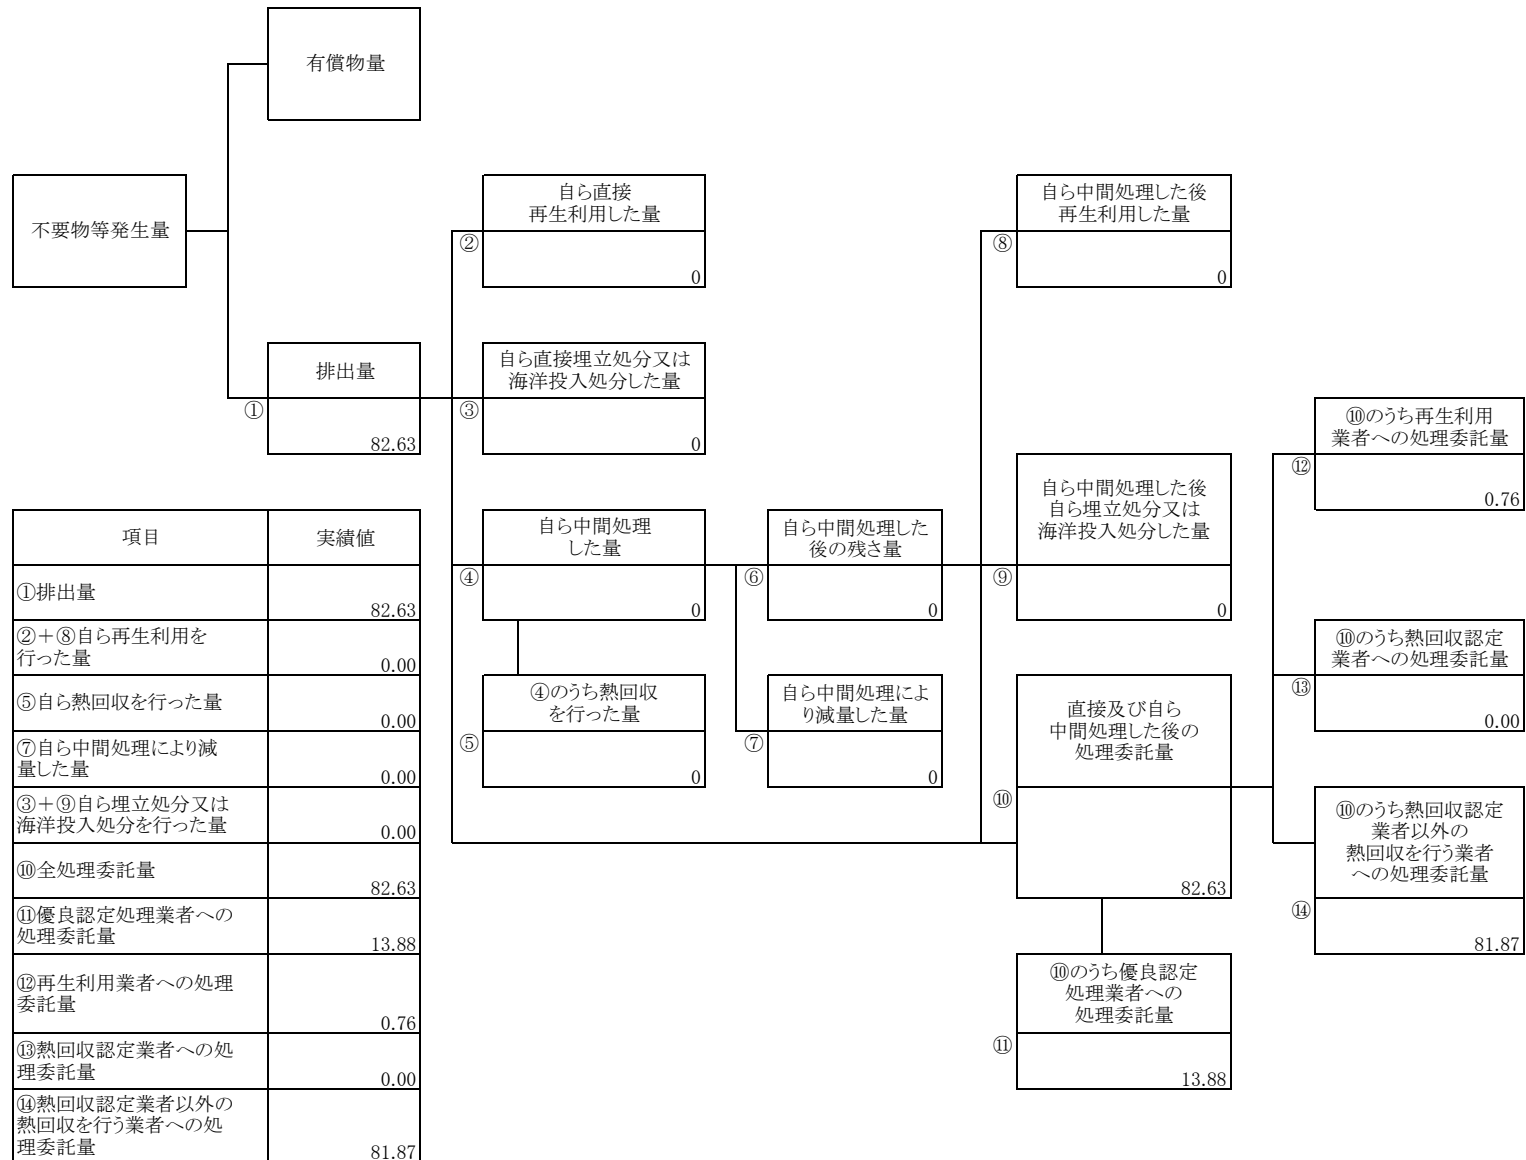 有償物量
不要物等発生量
自ら直接
再生利用した量
②
0
自ら中間処理した後
再生利用した量
⑧
0
排出量
①
82.63
自ら直接埋立処分又は
海洋投入処分した量
③
0
⑩のうち再生利用
業者への処理委託量
⑫
0.76
自ら中間処理
した量
④
0
自ら中間処理した
後の残さ量
⑥
0
自ら中間処理した後
自ら埋立処分又は
海洋投入処分した量
⑨
0
⑩のうち熱回収認定
業者への処理委託量
⑬
0.00
④のうち熱回収
を行った量
⑤
0
自ら中間処理によ
り減量した量
⑦
0
直接及び自ら
中間処理した後の
処理委託量
⑩
82.63
⑩のうち熱回収認定
業者以外の
熱回収を行う業者
への処理委託量
⑭
81.87
⑩のうち優良認定
処理業者への
処理委託量
⑪
13.88
項目
実績値
①排出量
82.63
②+⑧自ら再生利用を
行った量
0.00
⑤自ら熱回収を行った量
0.00
⑦自ら中間処理により減
量した量
0.00
③+⑨自ら埋立処分又は
海洋投入処分を行った量
0.00
⑩全処理委託量
82.63
⑪優良認定処理業者への
処理委託量
13.88
⑫再生利用業者への処理
委託量
0.76
⑬熱回収認定業者への処
理委託量
0.00
⑭熱回収認定業者以外の
熱回収を行う業者への処
理委託量
81.87